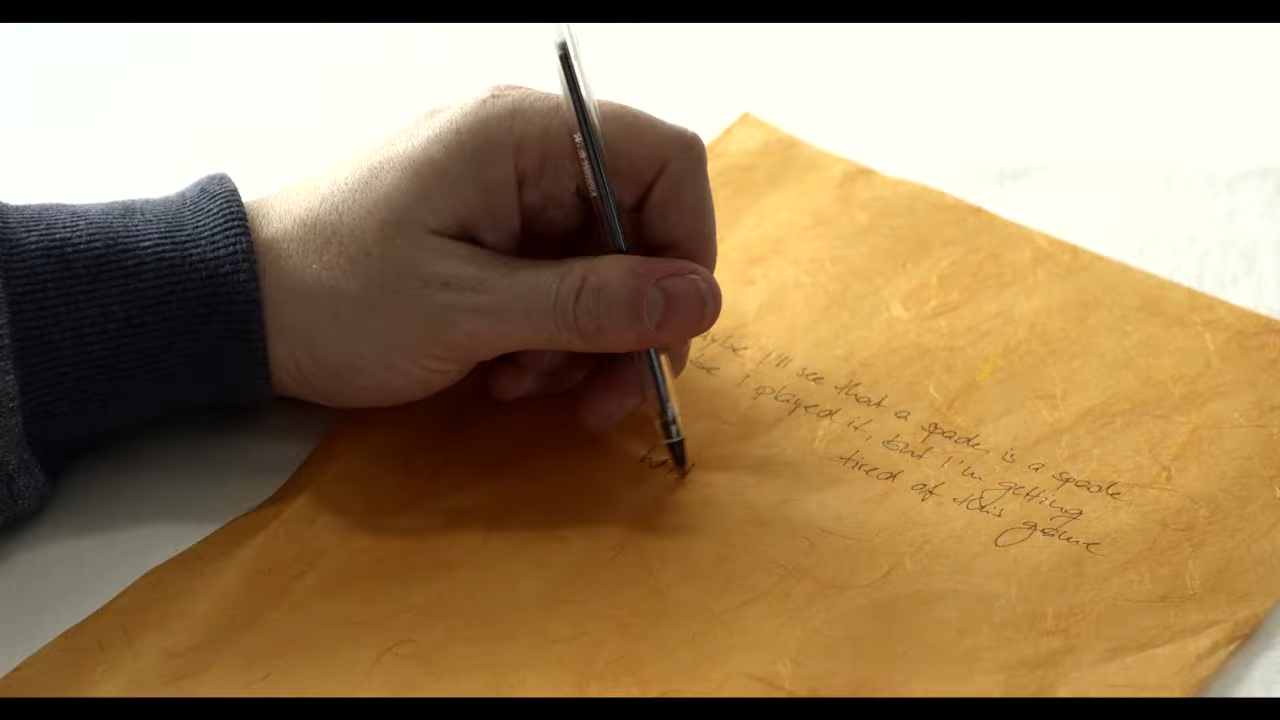 I'll see that a spade is a spade
I played it, but I'm getting
tired of this game